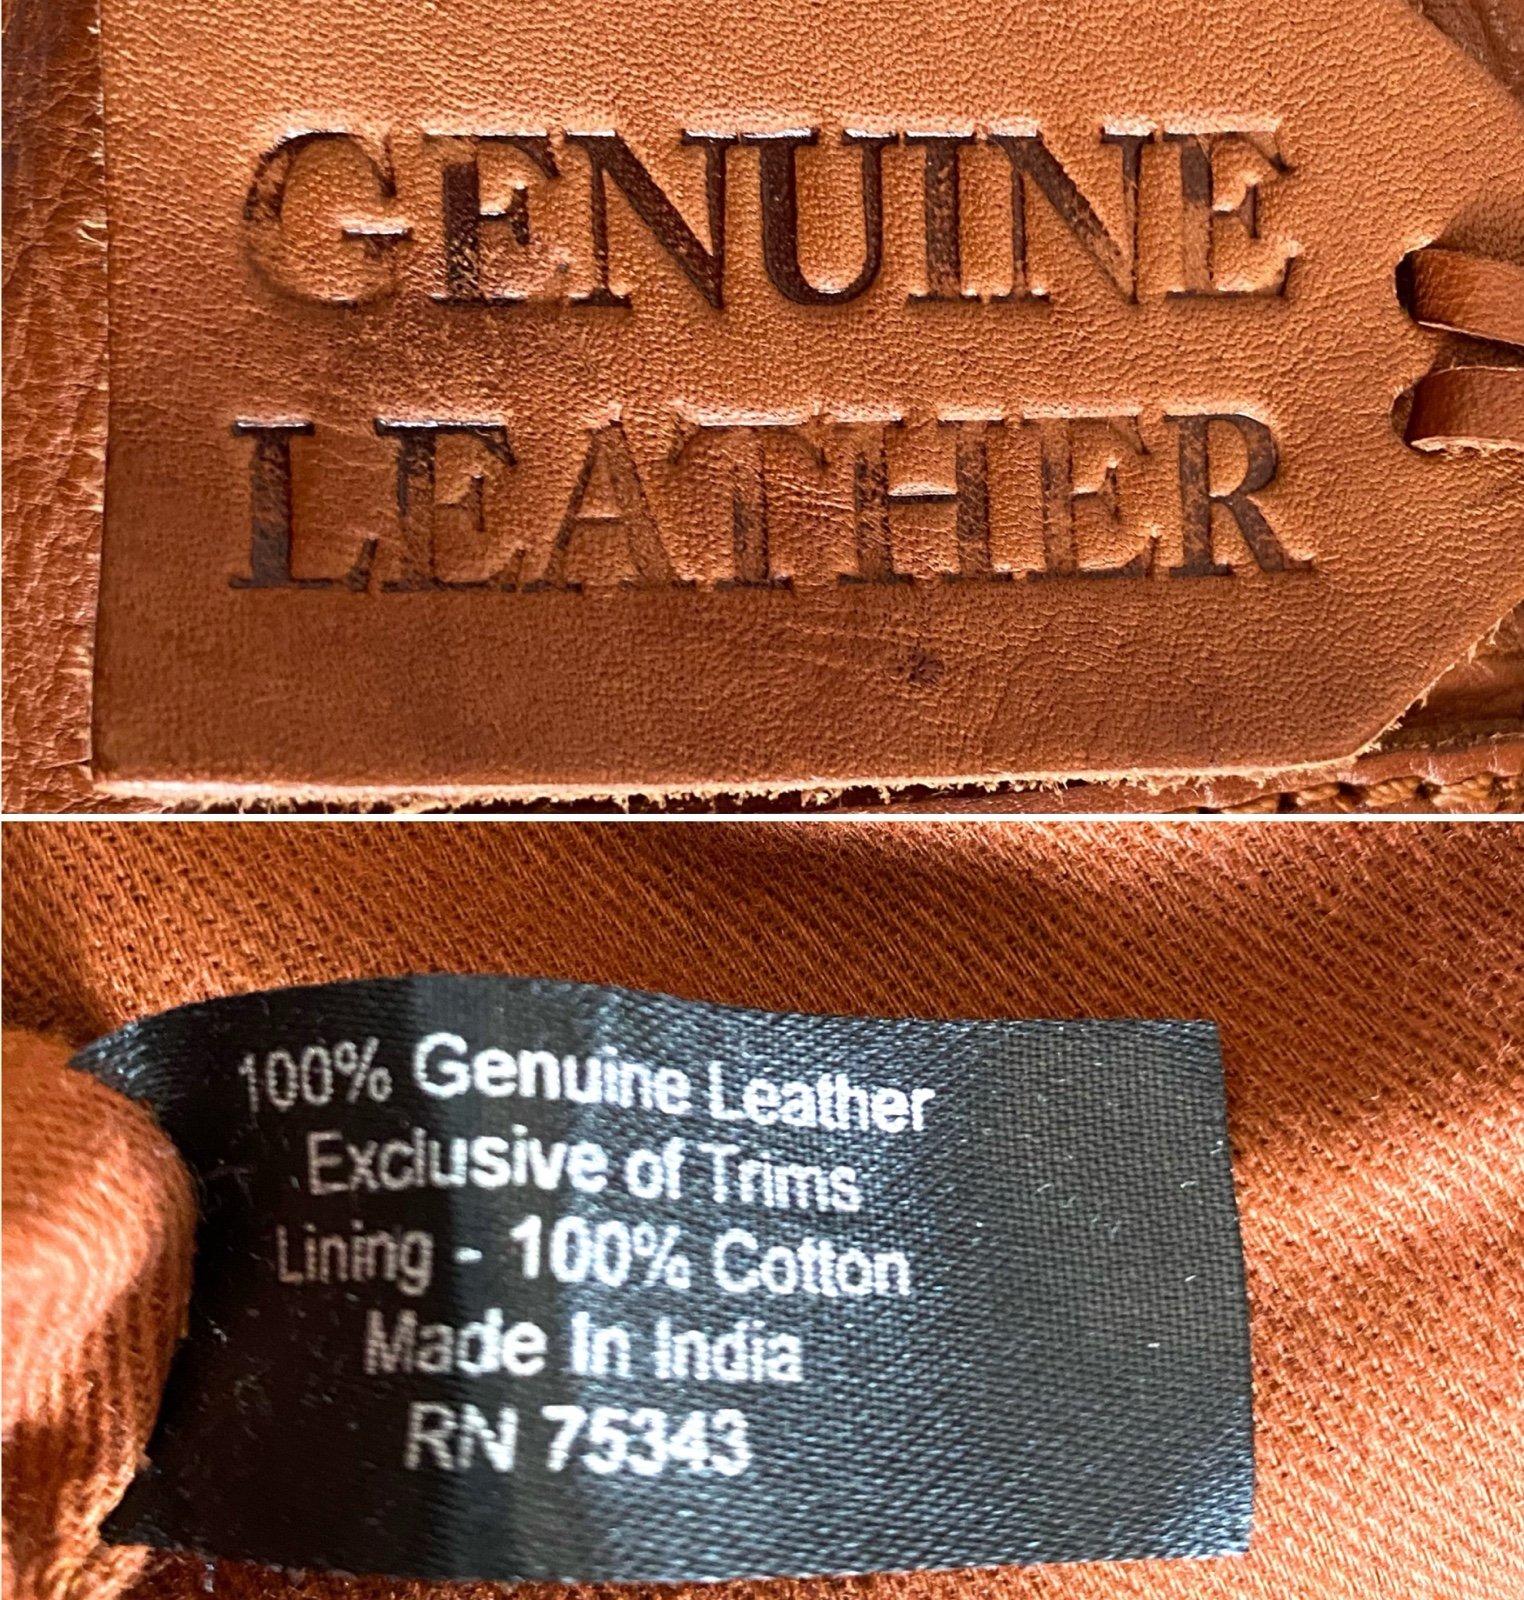 GENUINE
LEATHER
100% Genuine Leather
Exclusive of Trims
Lining - 100% Cotton
Made In India
RN 75343